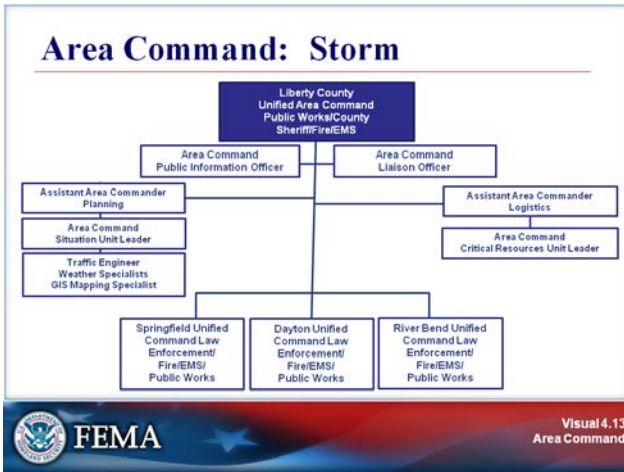 Area Command: Storm
Liberty County
Unified Area Command
Public Works/County
Sheriff/Fire/EMS
Area Command
Public Information Officer
Area Command
Liaison Officer
Assistant Area Commander
Planning
Assistant Area Commander
Logistics
Area Command
Situation Unit Leader
Area Command
Critical Resources Unit Leader
Traffic Engineer
Weather Specialists
GIS Mapping Specialist
Springfield Unified
Command Law
Enforcement/
Fire/EMS/
Public Works
Dayton Unified
Command Law
Enforcement/
Fire/EMS/
Public Works
River Bend Unified
Command Law
Enforcement/
Fire/EMS/
Public Works
FEMA
Visual 4.13
Area Command